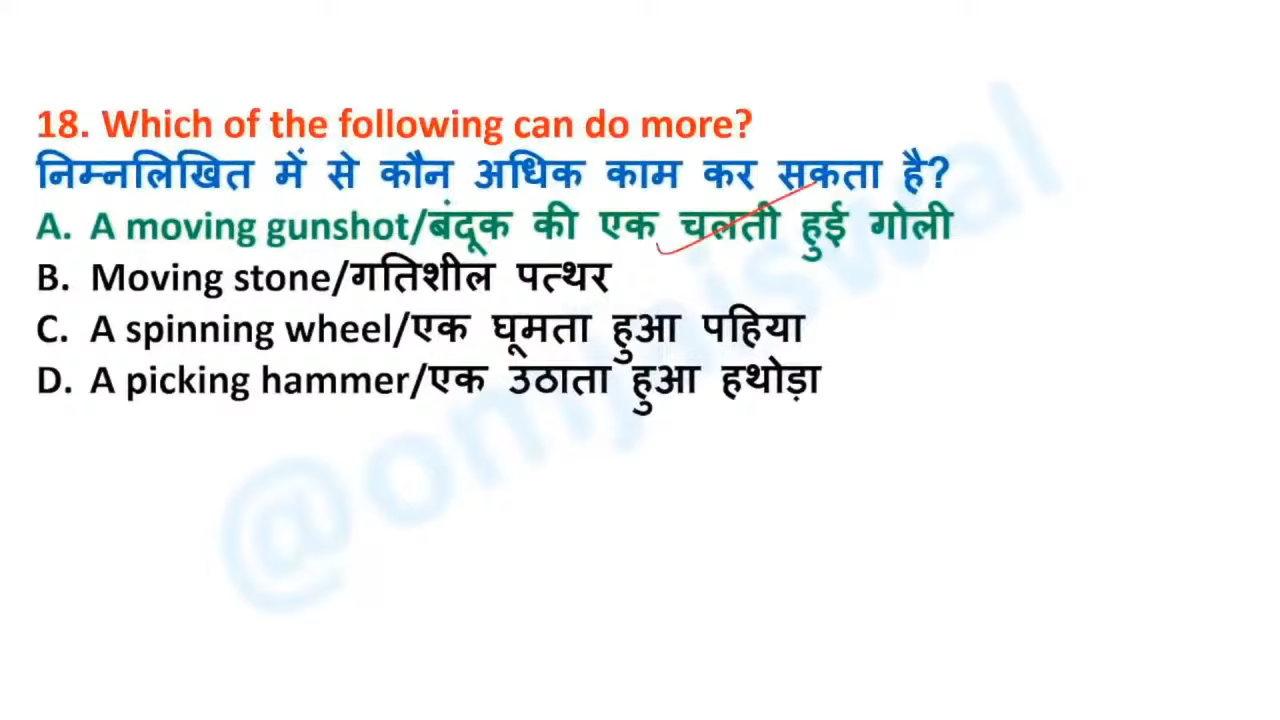 18. Which of the following can do more?
निम्नलिखित में से कौन अधिक काम कर सकता है?
A. A moving gunshot/बंदूक की एक चलती हुई गोली
B. Moving stone/गतिशील पत्थर
C. A spinning wheel/एक घूमता हुआ पहिया
D. A picking hammer/एक उठाता हुआ हथोड़ा